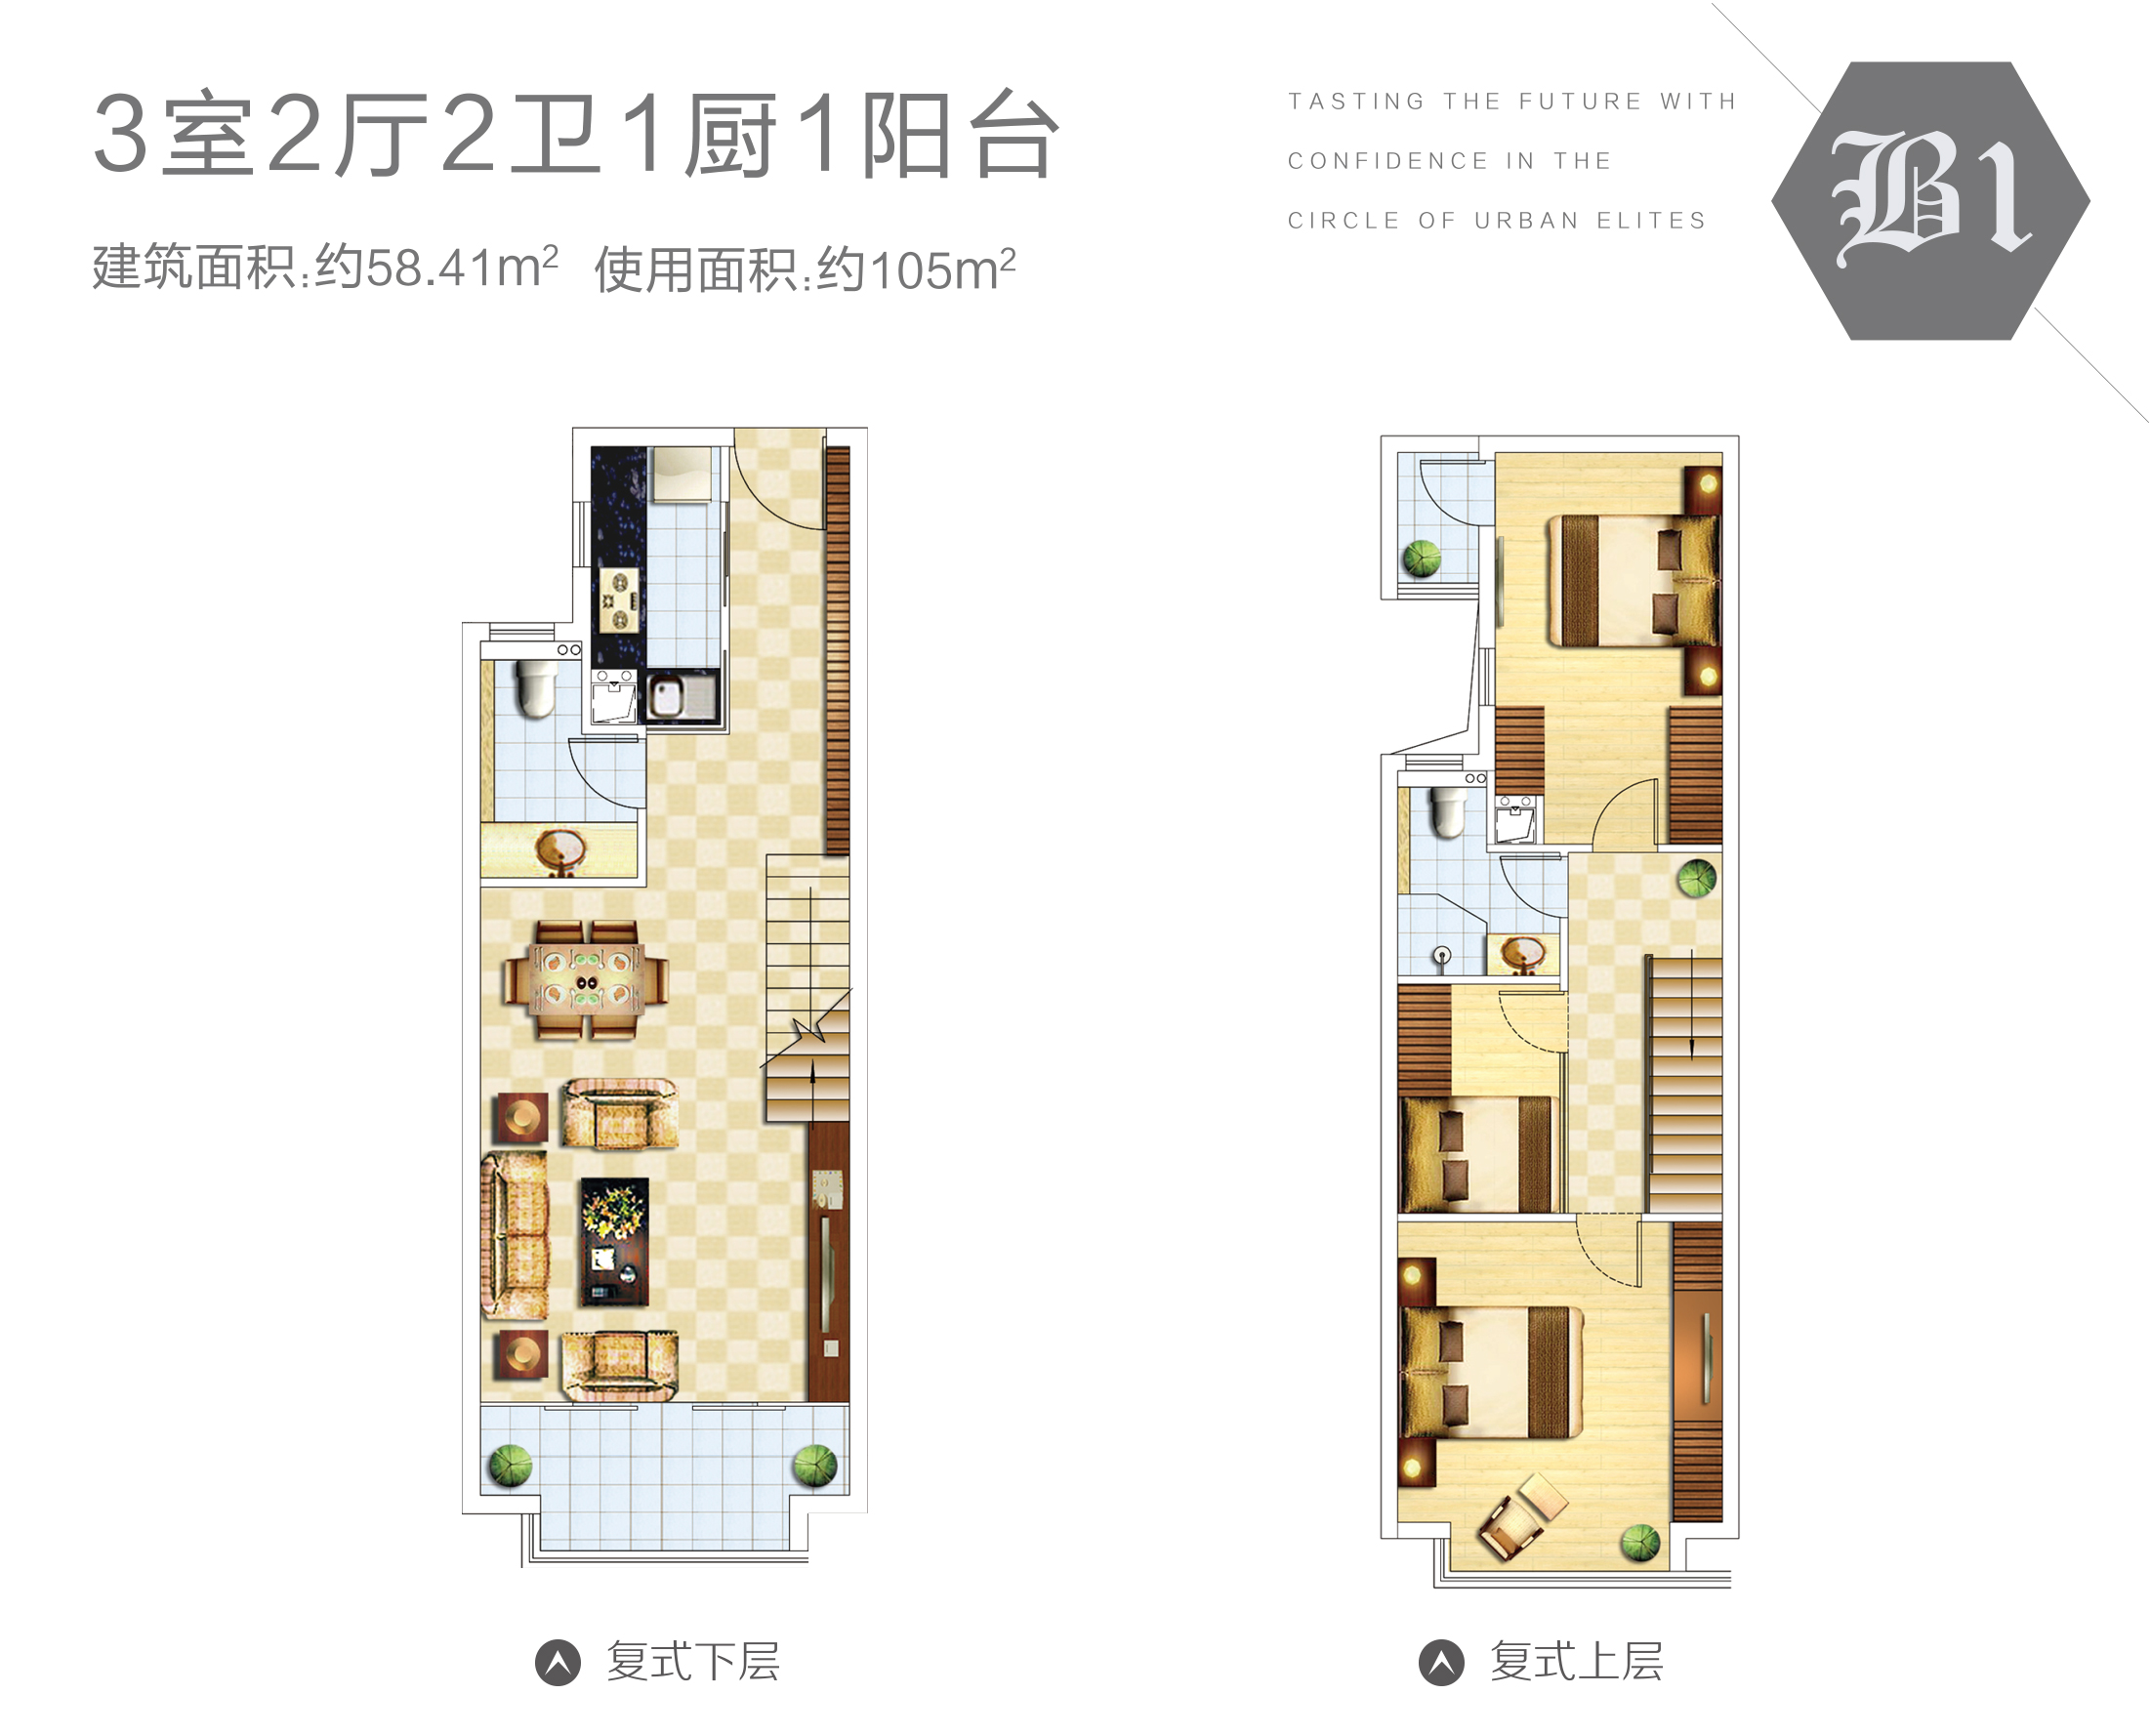 3室2厅2卫1厨1阳台
建筑面积:约58.41m² 使用面积:约105m²
TASTING THE FUTURE WITH
CONFIDENCE IN THE
CIRCLE OF URBAN ELITES
B1
复式下层
复式上层